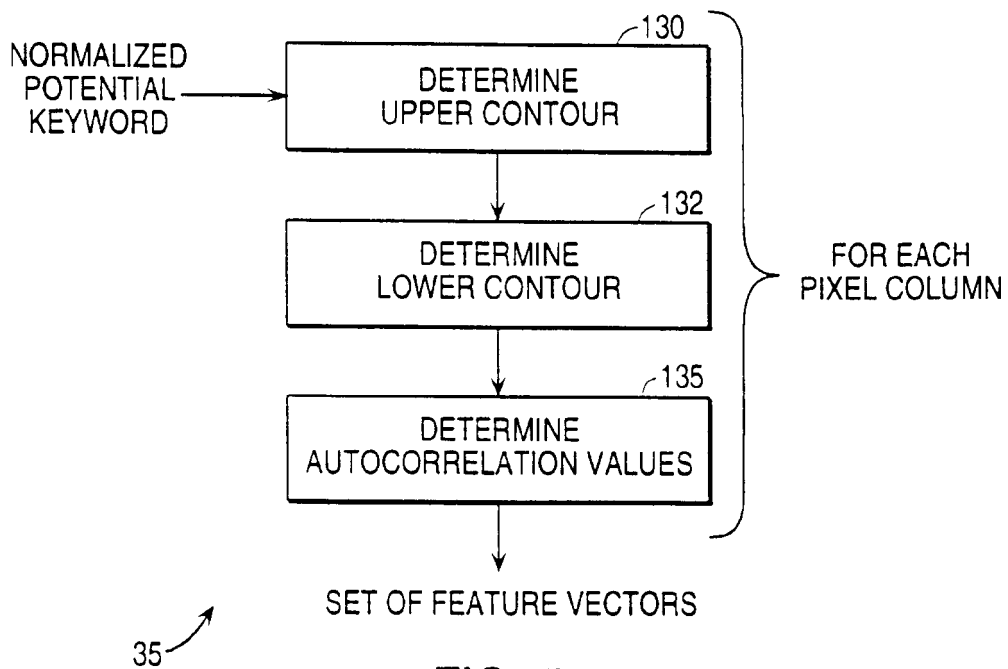 130
NORMALIZED
POTENTIAL
KEYWORD
DETERMINE
UPPER CONTOUR
132
DETERMINE
LOWER CONTOUR
FOR EACH
PIXEL COLUMN
135
DETERMINE
AUTOCORRELATION VALUES
SET OF FEATURE VECTORS
35